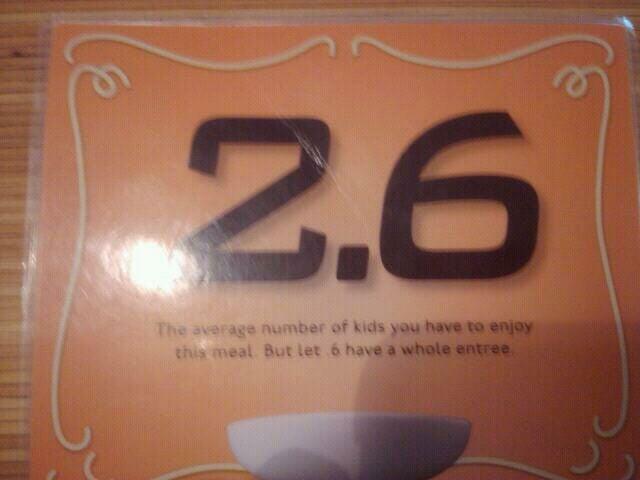 2.6
The average number of kids you have to enjoy
this meal. But let .6 have a whole entree.